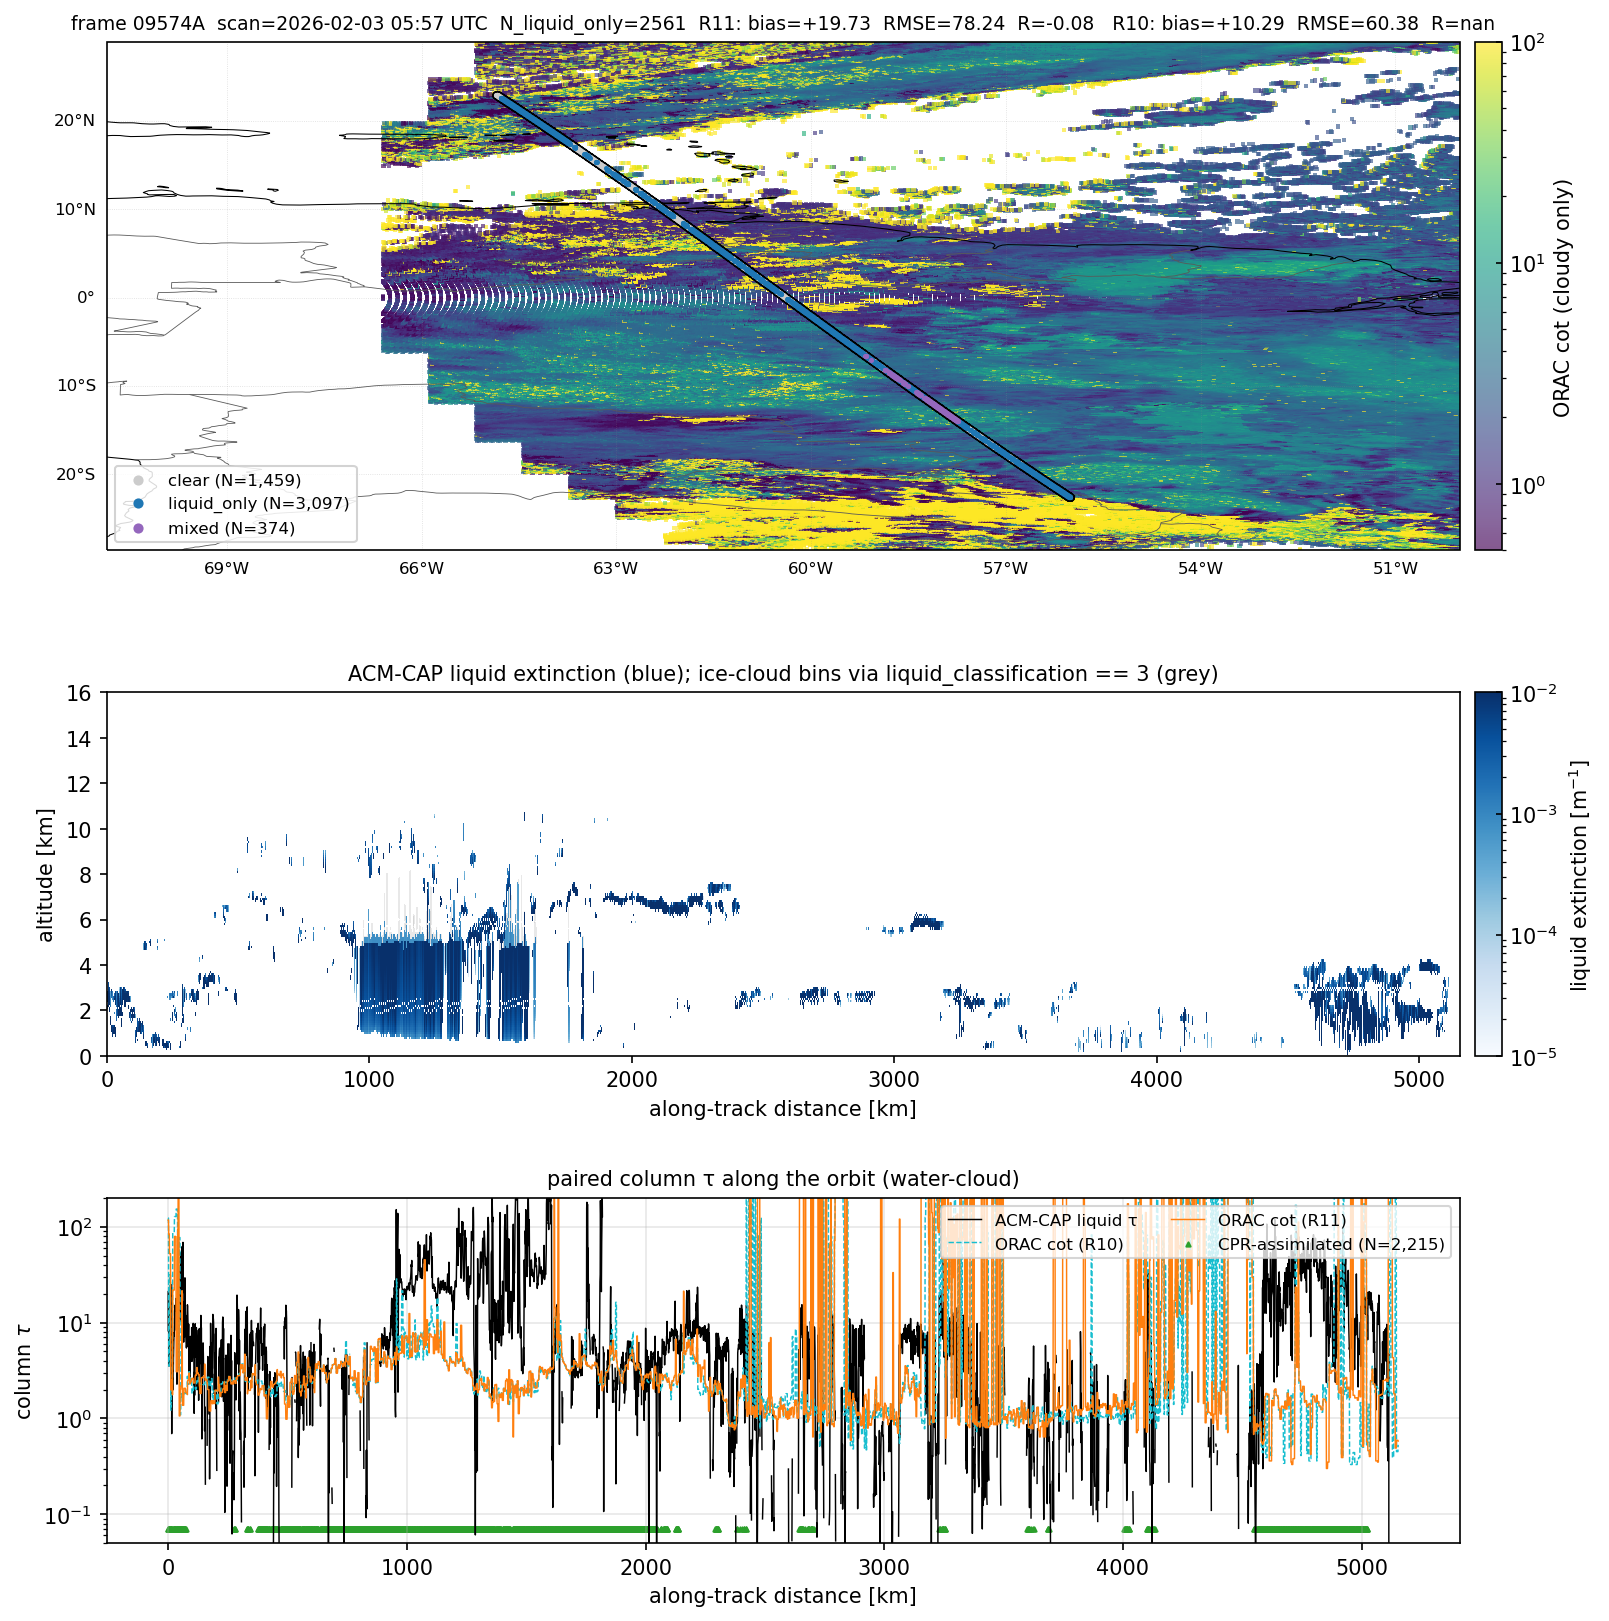 frame 09574A  scan=2026-02-03 05:57 UTC  N_liquid_only=2561  R11: bias=+19.73  RMSE=78.24  R=-0.08   R10: bias=+10.29  RMSE=60.38  R=nan
20°N
10°N
0°
10°S
20°S
69°W
66°W
63°W
60°W
57°W
54°W
51°W
clear (N=1,459)
liquid_only (N=3,097)
mixed (N=374)
10²
10¹
10⁰
ORAC cot (cloudy only)
ACM-CAP liquid extinction (blue); ice-cloud bins via liquid_classification == 3 (grey)
16
14
12
10
8
6
4
2
0
altitude [km]
0
1000
2000
3000
4000
5000
along-track distance [km]
10⁻²
10⁻³
10⁻⁴
10⁻⁵
liquid extinction [m⁻¹]
paired column τ along the orbit (water-cloud)
ACM-CAP liquid τ
ORAC cot (R10)
ORAC cot (R11)
CPR-assimilated (N=2,215)
10²
10¹
10⁰
10⁻¹
column τ
0
1000
2000
3000
4000
5000
along-track distance [km]